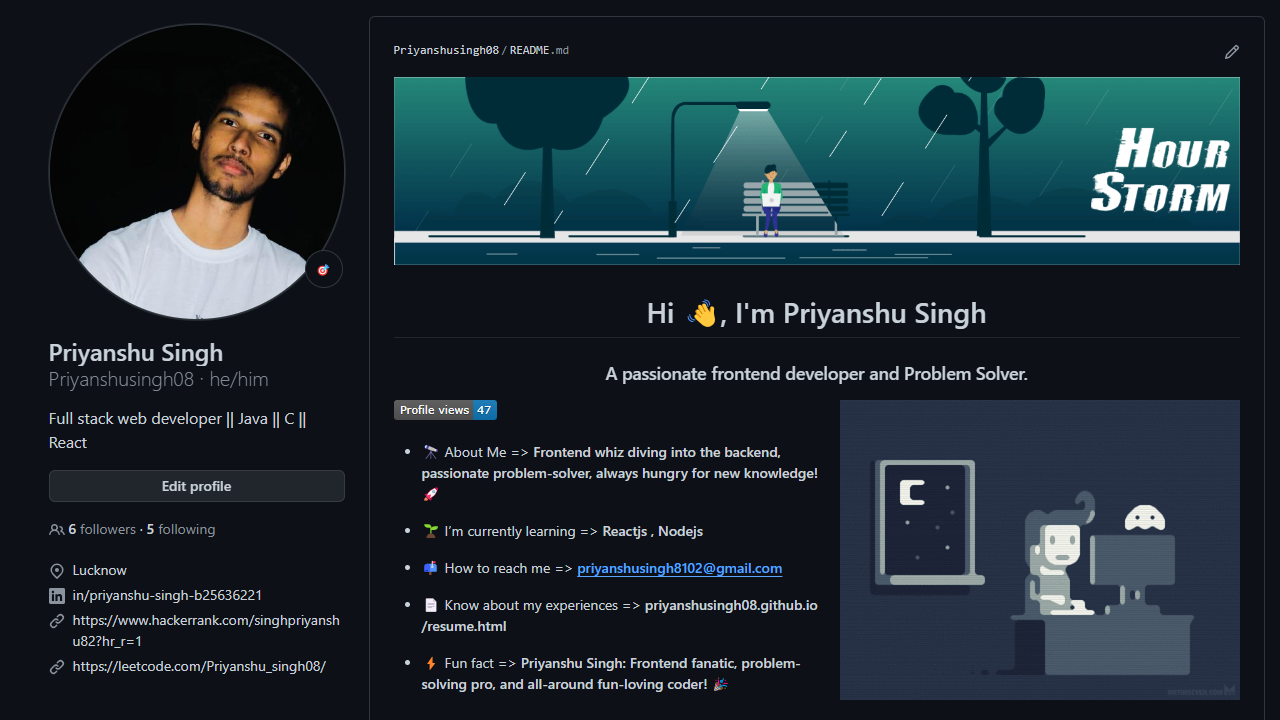 Priyanshu Singh
Priyanshusingh08 · he/him
Full stack web developer || Java || C ||
React
Edit profile
6 followers · 5 following
Lucknow
in/priyanshu-singh-b25636221
https://www.hackerrank.com/singhpriyansh
u82?hr_r=1
https://leetcode.com/Priyanshu_singh08/
Priyanshusingh08/README.md
HOUR
STORM
Hi 👋, I'm Priyanshu Singh
A passionate frontend developer and Problem Solver.
Profile views 47
🔭 About Me => Frontend whiz diving into the backend,
passionate problem-solver, always hungry for new knowledge!
🚀
🌱 I'm currently learning => Reactjs , Nodejs
📫 How to reach me => priyanshusingh8102@gmail.com
📄 Know about my experiences => priyanshusingh08.github.io
/resume.html
⚡ Fun fact => Priyanshu Singh: Frontend fanatic, problem-
solving pro, and all-around fun-loving coder! 🎉